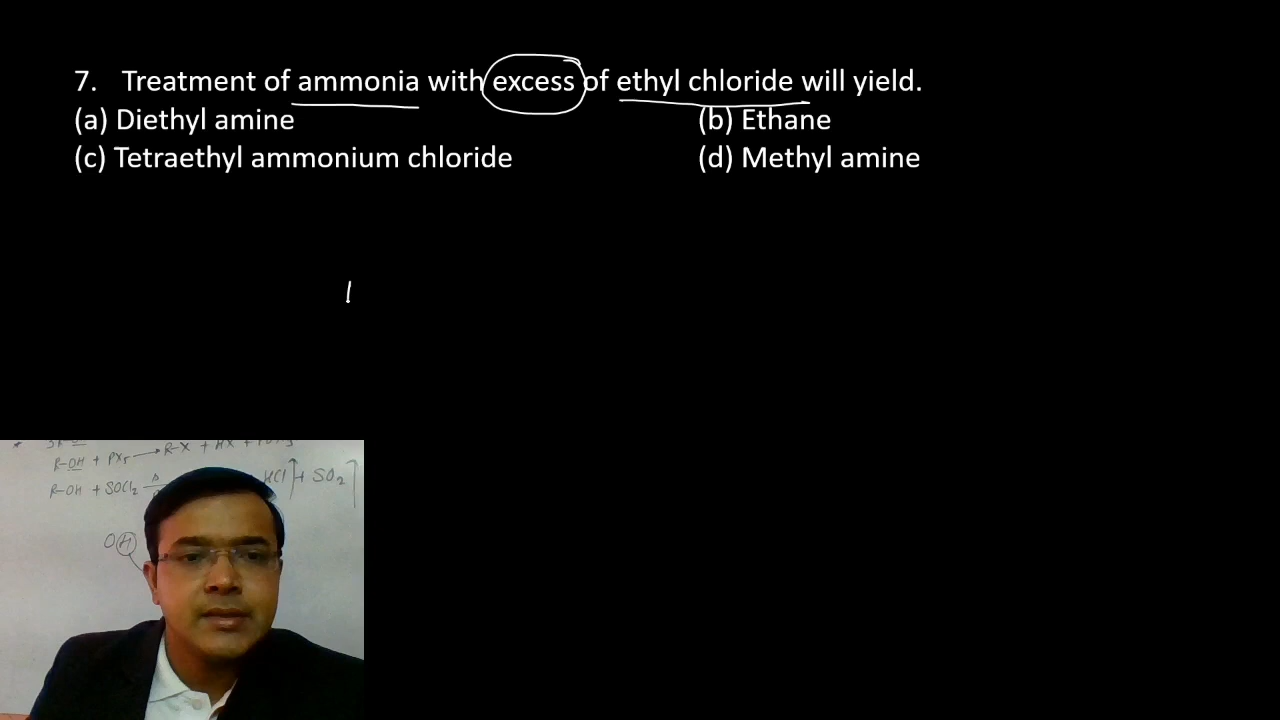 7. Treatment of ammonia with excess of ethyl chloride will yield.
(a) Diethyl amine (b) Ethane
(c) Tetraethyl ammonium chloride (d) Methyl amine
R-OH + PX5 → R-X + HX +
R-OH + SOCl2 HCl↑ + SO2↑
OH